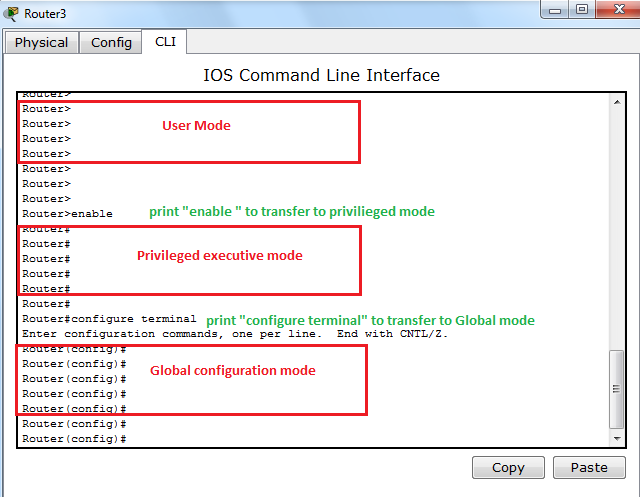 Router3
Physical Config CLI
IOS Command Line Interface
Router>
Router>
Router> User Mode
Router>
Router>
Router>
Router>
Router>
Router>enable print "enable " to transfer to privilieged mode
Router#
Router#
Router# Privileged executive mode
Router#
Router#
Router#
Router#configure terminal print "configure terminal" to transfer to Global mode
Enter configuration commands, one per line. End with CNTL/Z.
Router(config)#
Router(config)# Global configuration mode
Router(config)#
Router(config)#
Router(config)#
Router(config)#
Router(config)#
Copy Paste